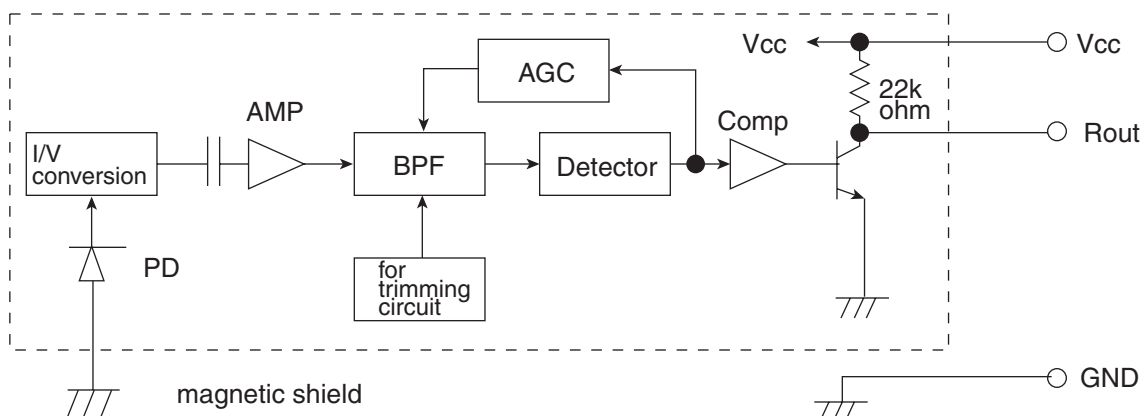 Vcc
Vcc
AGC
22k
ohm
AMP
Comp
Rout
I/V
conversion
BPF
Detector
PD
for
trimming
circuit
magnetic shield
GND